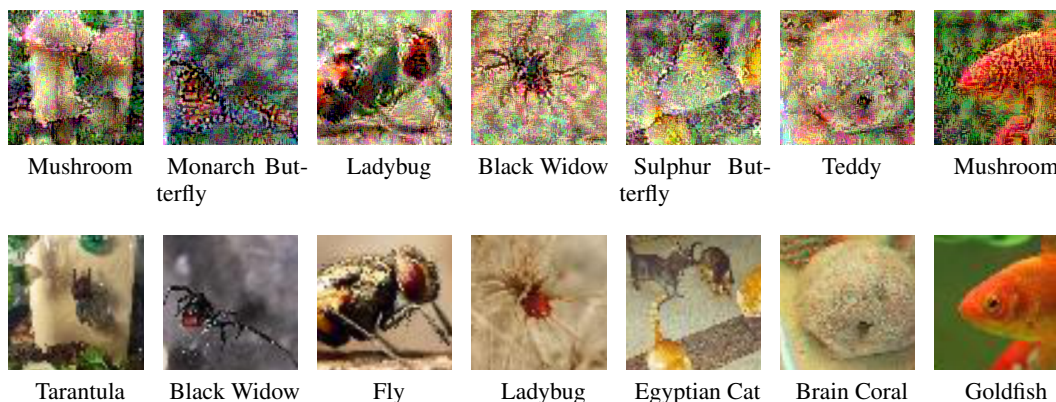 Mushroom
Monarch But-
terfly
Ladybug
Black Widow
Sulphur But-
terfly
Teddy
Mushroom
Tarantula
Black Widow
Fly
Ladybug
Egyptian Cat
Brain Coral
Goldfish